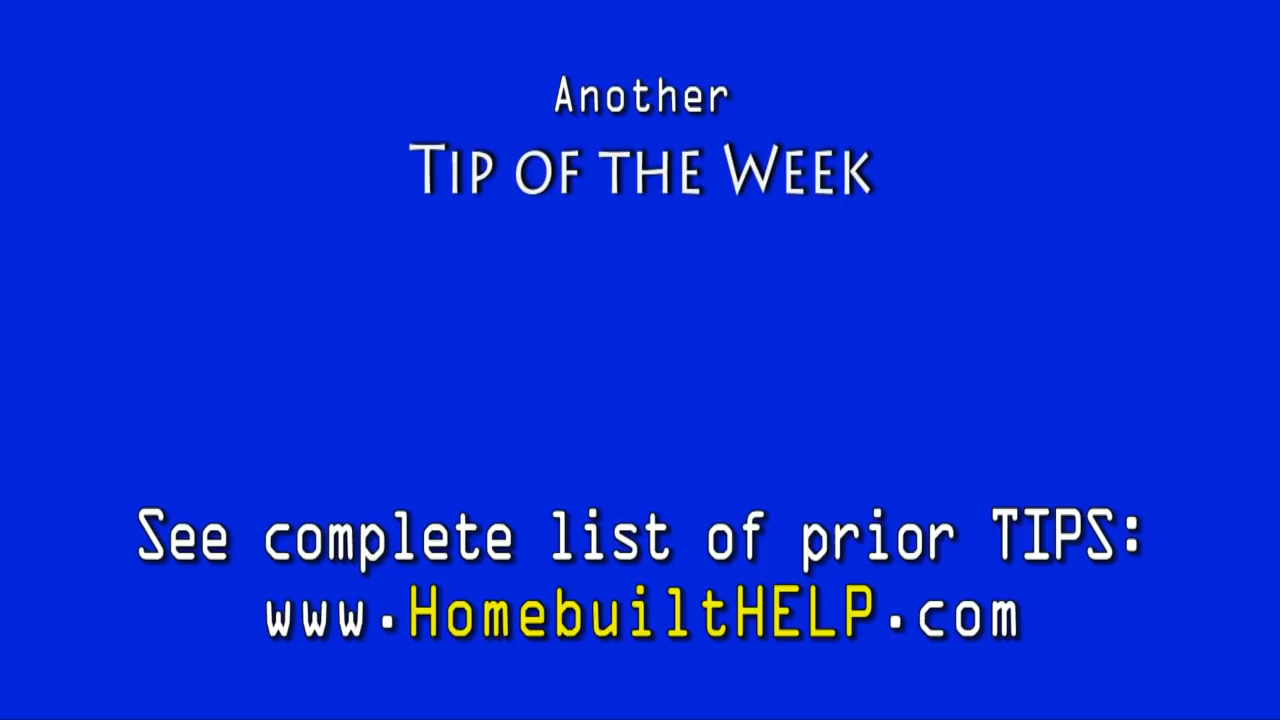 Another
Tip of the Week
See complete list of prior TIPS:
www.HomebuiltHELP.com